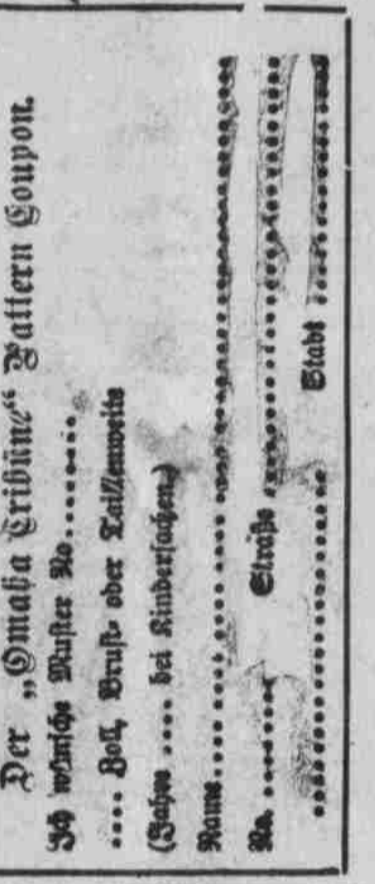 Der „Omaha Tribüne“ Pattern Coupon.
Ich wünsche Muster No.........
.... Zoll, Brust- oder Taillenweite
(Jahre .... bei Kindersachen.)
Name............................
No. ......... Straße ....................
.................... Stadt ............